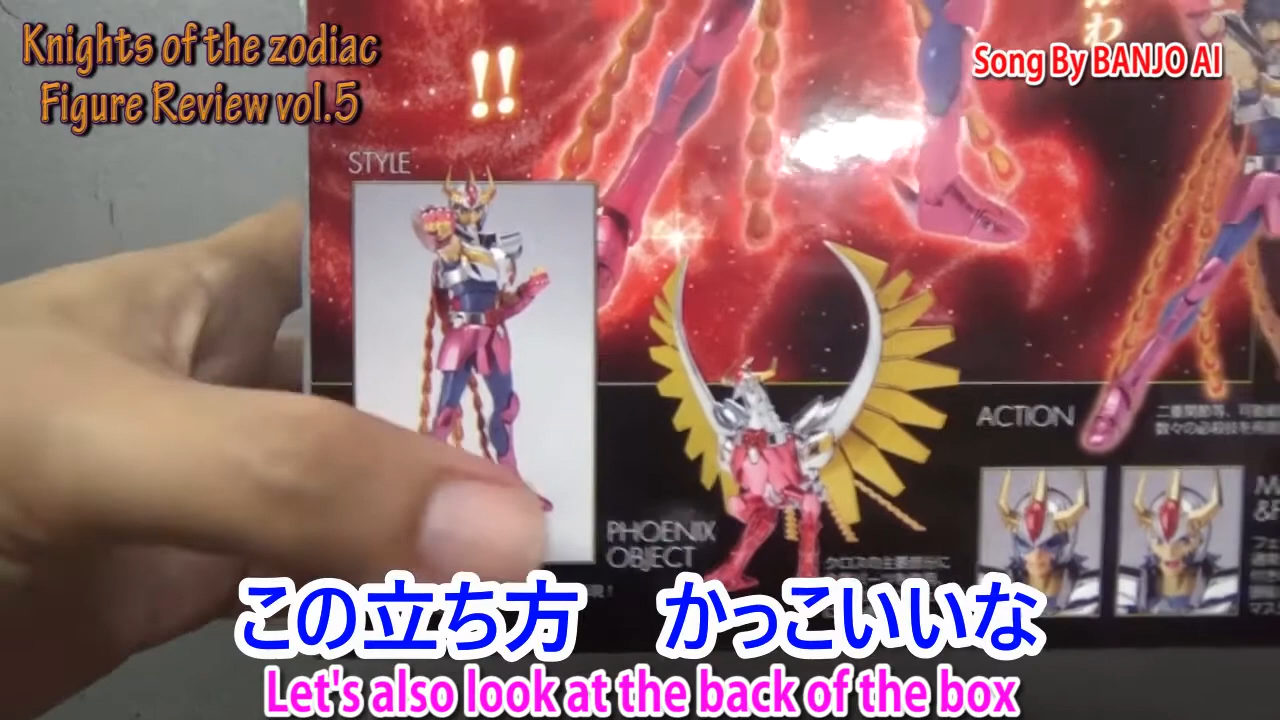 Knights of the zodiac
Figure Review vol.5
Song By BANJO AI
わ
!!
STYLE
ACTION
PHOENIX
OBJECT
この立ち方 かっこいいな
Let's also look at the back of the box